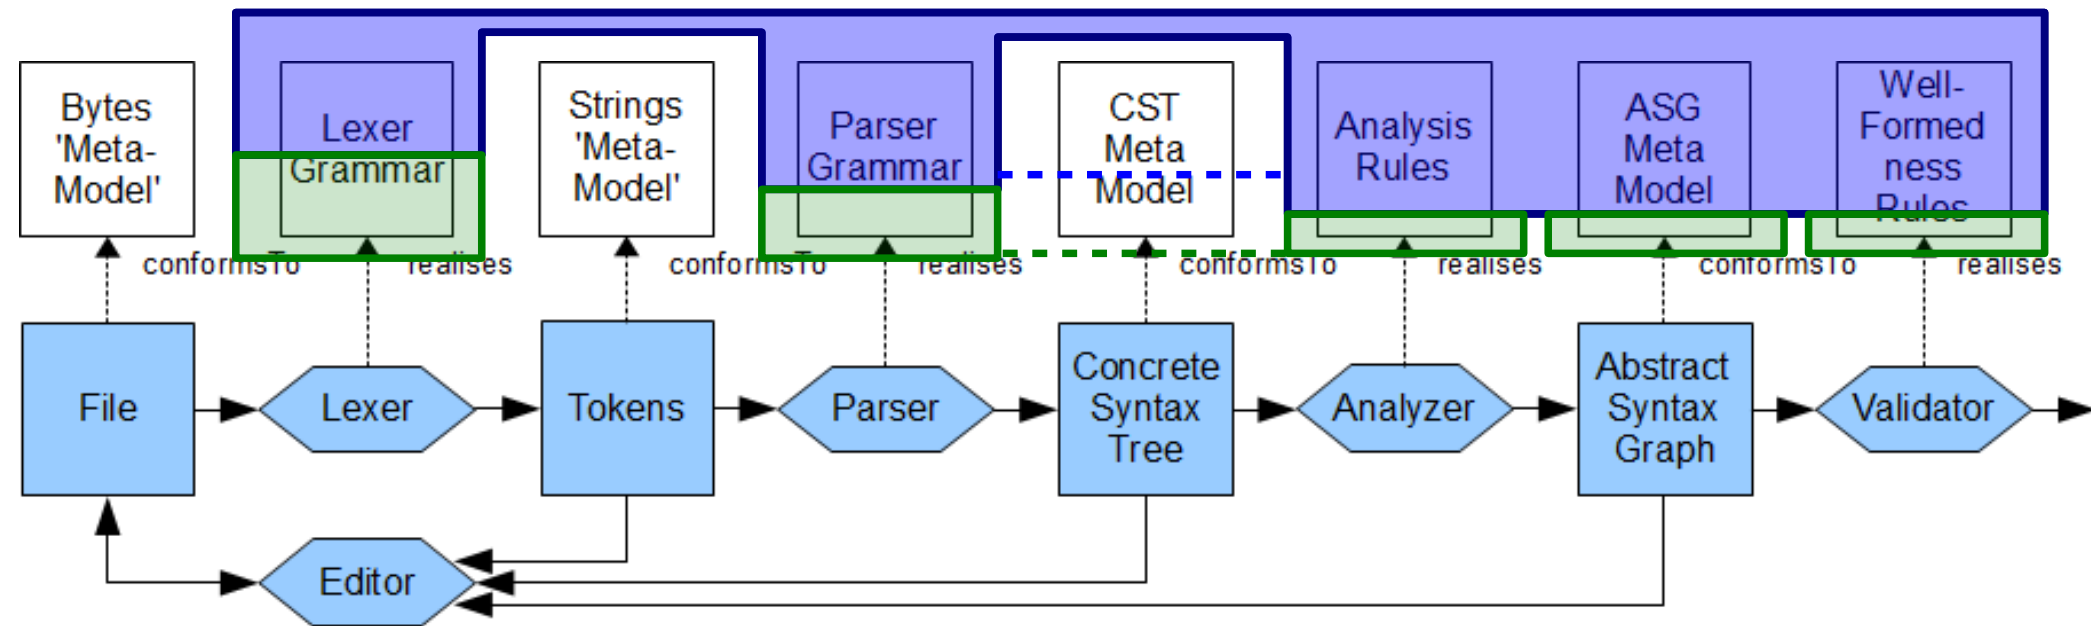 Bytes
'Meta-
Model'
Lexer
Grammar
Strings
'Meta-
Model'
Parser
Grammar
CST
Meta
Model
Analysis
Rules
ASG
Meta
Model
Well-
Formed
ness
Rules
conformsTo
realises
conformsTo
realises
conformsTo
realises
conformsTo
realises
File
Lexer
Tokens
Parser
Concrete
Syntax
Tree
Analyzer
Abstract
Syntax
Graph
Validator
Editor